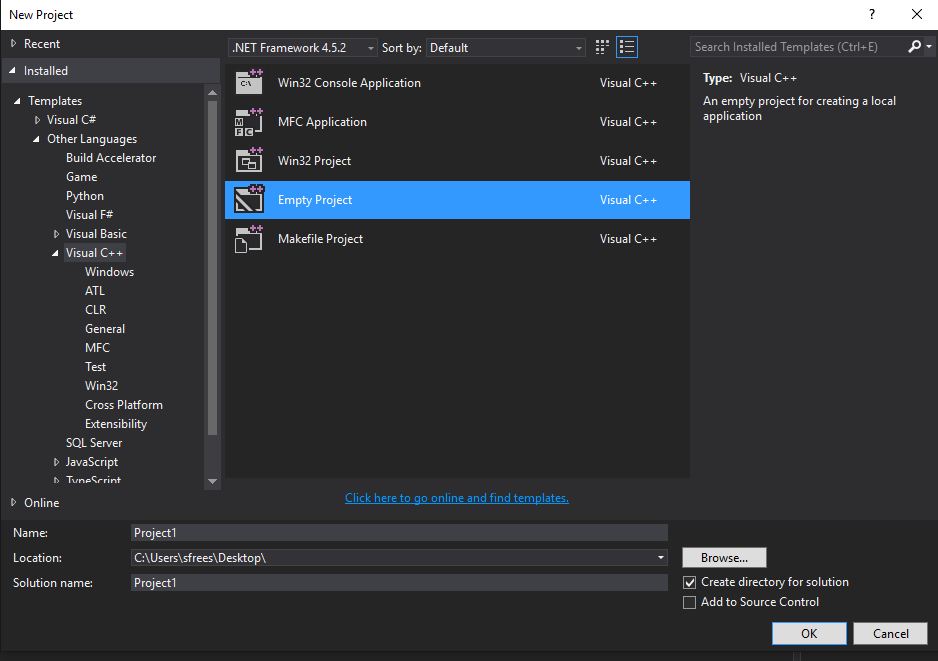 New Project
Recent
Installed
Templates
Visual C#
Other Languages
Build Accelerator
Game
Python
Visual F#
Visual Basic
Visual C++
Windows
ATL
CLR
General
MFC
Test
Win32
Cross Platform
Extensibility
SQL Server
JavaScript
TypeScript
Online
.NET Framework 4.5.2 Sort by: Default
Win32 Console Application Visual C++
MFC Application Visual C++
Win32 Project Visual C++
Empty Project Visual C++
Makefile Project Visual C++
Click here to go online and find templates.
Search Installed Templates (Ctrl+E)
Type: Visual C++
An empty project for creating a local
application
Name: Project1
Location: C:\Users\sfrees\Desktop\ Browse...
Solution name: Project1
Create directory for solution
Add to Source Control
OK Cancel